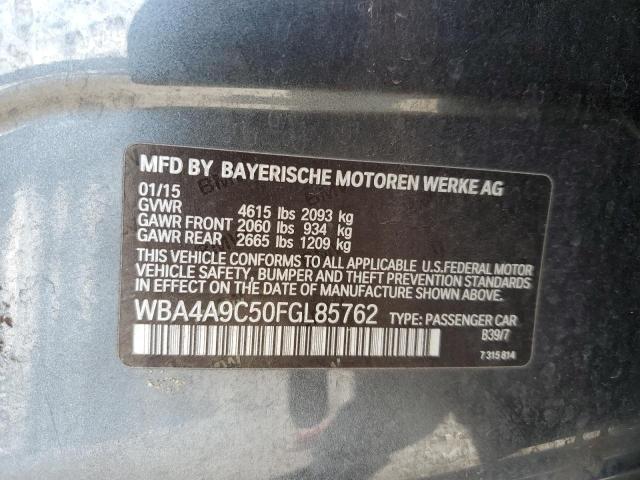 MFD BY BAYERISCHE MOTOREN WERKE AG
01/15
GVWR 4615 lbs 2093 kg
GAWR FRONT 2060 lbs 934 kg
GAWR REAR 2665 lbs 1209 kg
THIS VEHICLE CONFORMS TO ALL APPLICABLE U.S.FEDERAL MOTOR
VEHICLE SAFETY, BUMPER AND THEFT PREVENTION STANDARDS
IN EFFECT ON THE DATE OF MANUFACTURE SHOWN ABOVE.
WBA4A9C50FGL85762 TYPE: PASSENGER CAR
B39/7
7 315 814